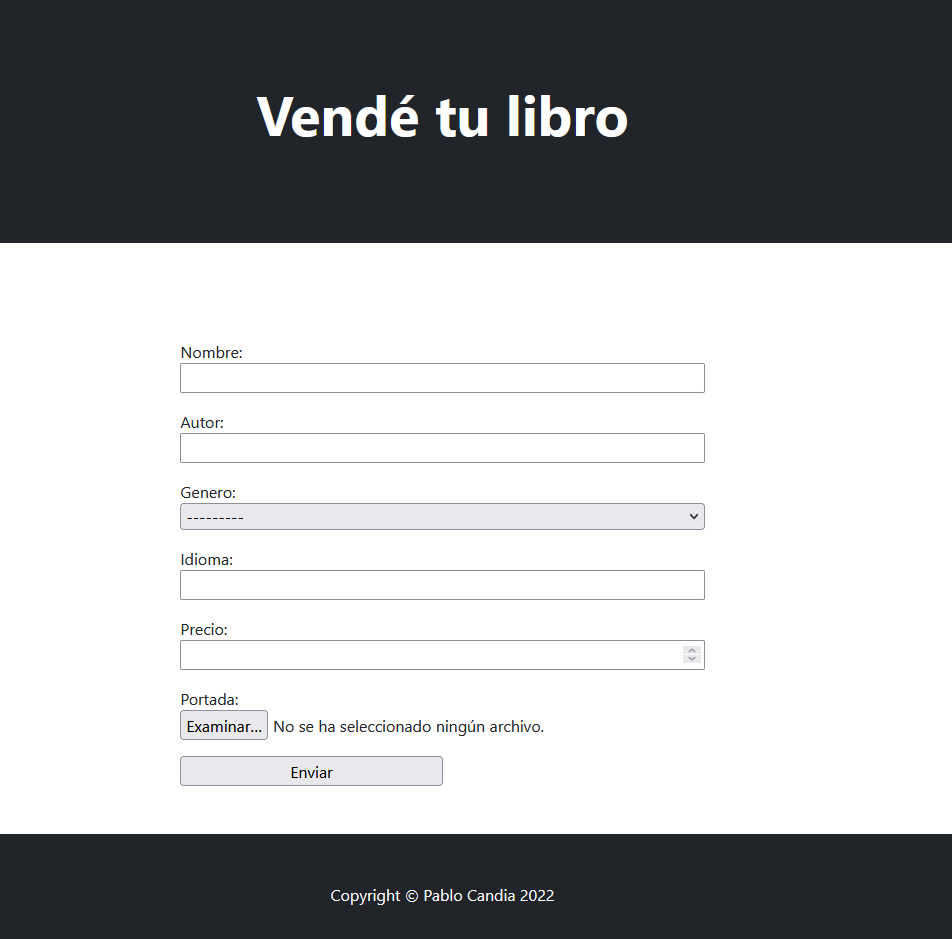 Vendé tu libro
Nombre:
Autor:
Genero:
---------
Idioma:
Precio:
Portada:
Examinar... No se ha seleccionado ningún archivo.
Enviar
Copyright © Pablo Candia 2022